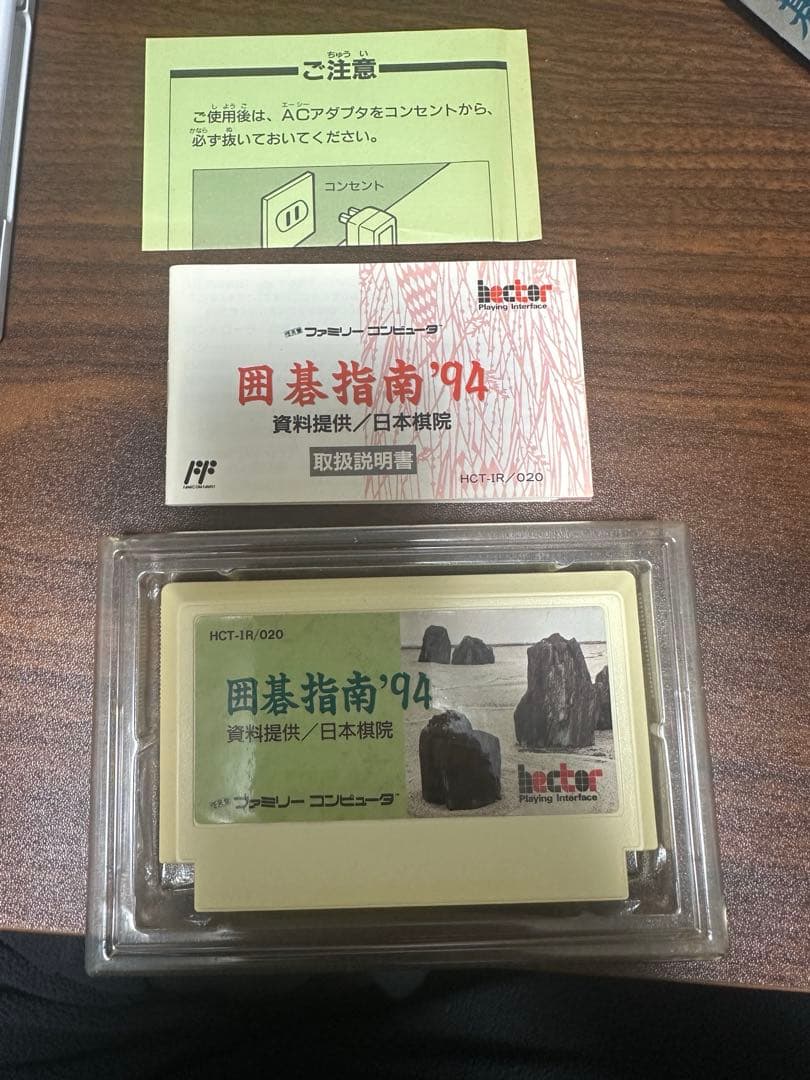 ちゅう い
ご注意
し よう ご エーシー
ご使用後は、ACアダプタをコンセントから、
かなら ぬ
必ず抜いておいてください。
コンセント
hector
Playing Interface
ファミリー コンピュータ
囲碁指南'94
資料提供/日本棋院
取扱説明書
HCT-IR/020
HCT-IR/020
囲碁指南'94
資料提供/日本棋院
ファミリー コンピュータ
hector
Playing Interface